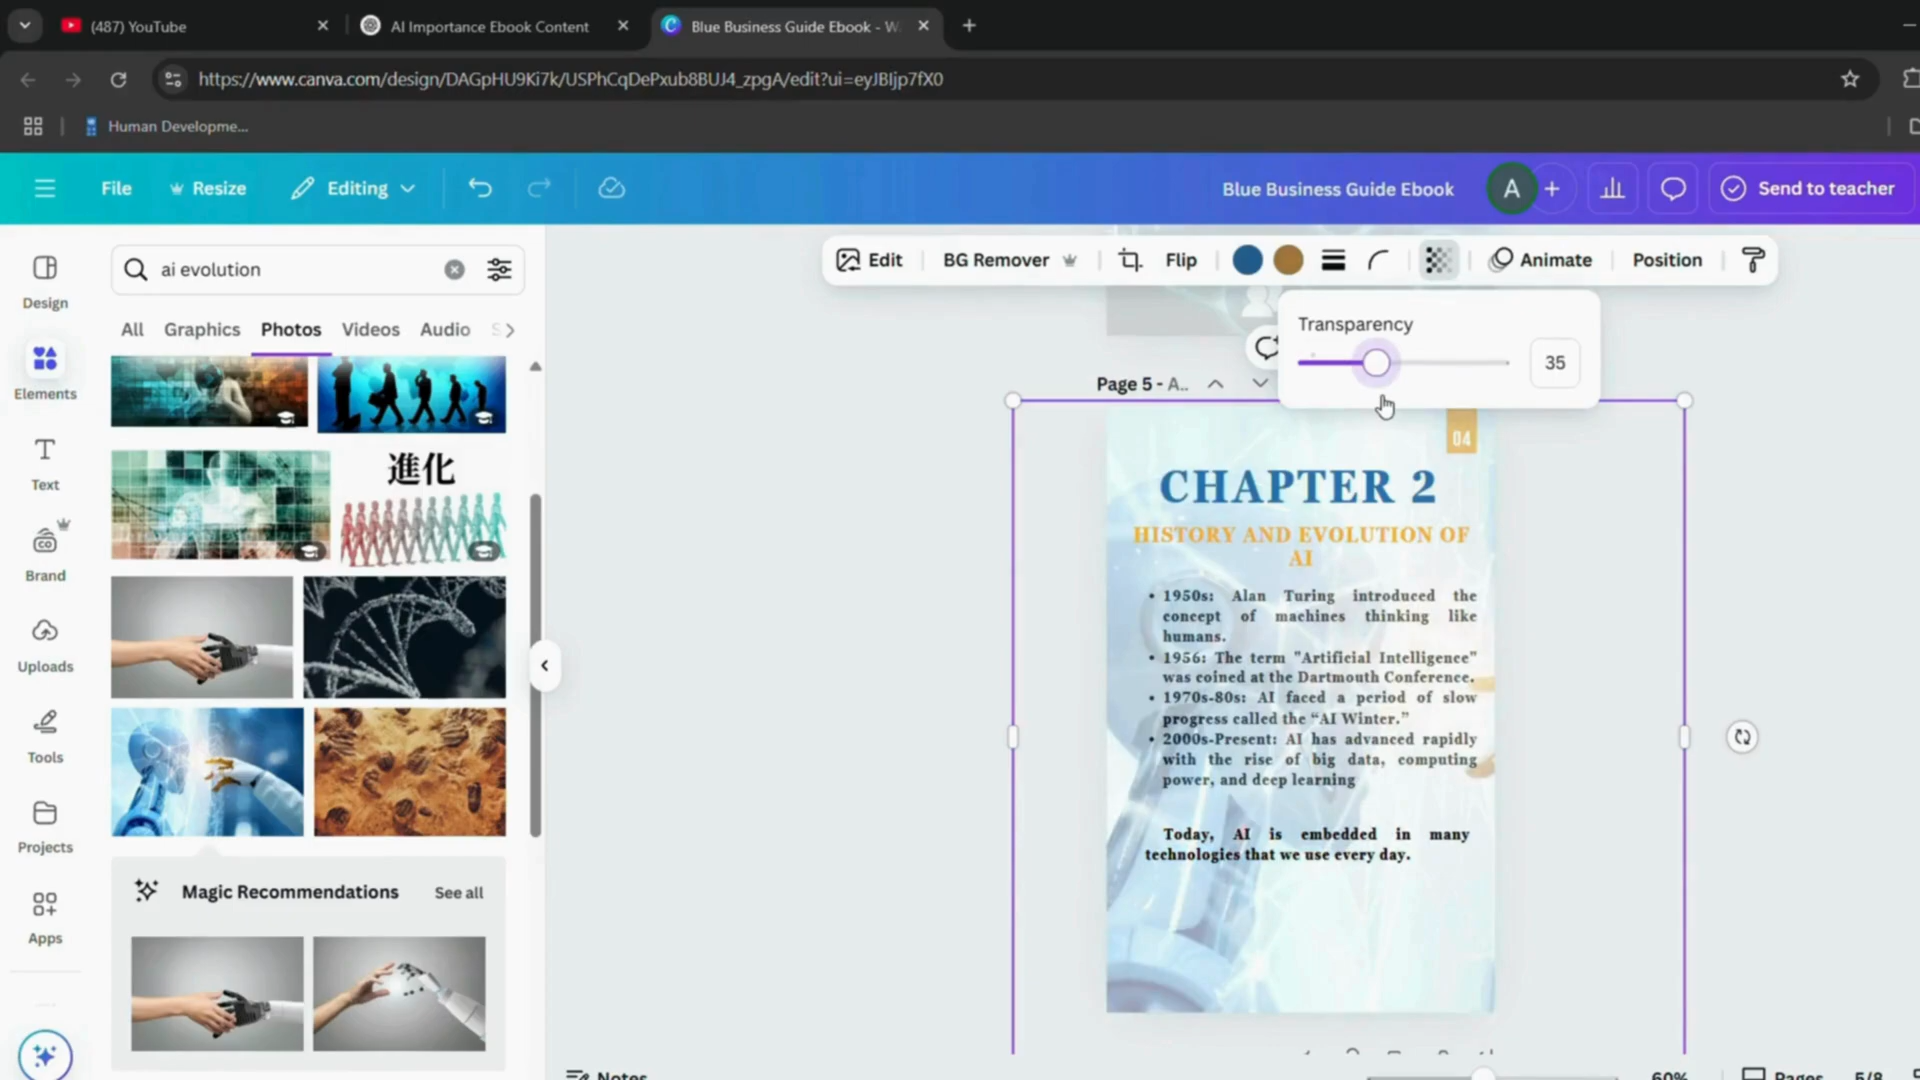 (487) YouTube
AI Importance Ebook Content
Blue Business Guide Ebook - W
https://www.canva.com/design/DAGpHU9Ki7k/USPhCqDePxub8BUJ4_zpgA/edit?ui=eyJBIjp7fX0
Human Developme...
File
Resize
Editing
Blue Business Guide Ebook
A
Send to teacher
Design
Elements
Text
Brand
Uploads
Tools
Projects
Apps
ai evolution
All Graphics Photos Videos Audio S
進化
Magic Recommendations
See all
Edit
BG Remover
Flip
Animate
Position
Transparency
35
Page 5 - A..
04
CHAPTER 2
HISTORY AND EVOLUTION OF
AI
• 1950s: Alan Turing introduced the
concept of machines thinking like
humans.
• 1956: The term "Artificial Intelligence"
was coined at the Dartmouth Conference.
• 1970s-80s: AI faced a period of slow
progress called the “AI Winter.”
• 2000s-Present: AI has advanced rapidly
with the rise of big data, computing
power, and deep learning
Today, AI is embedded in many
technologies that we use every day.
Notes
60%
Pages
5/8